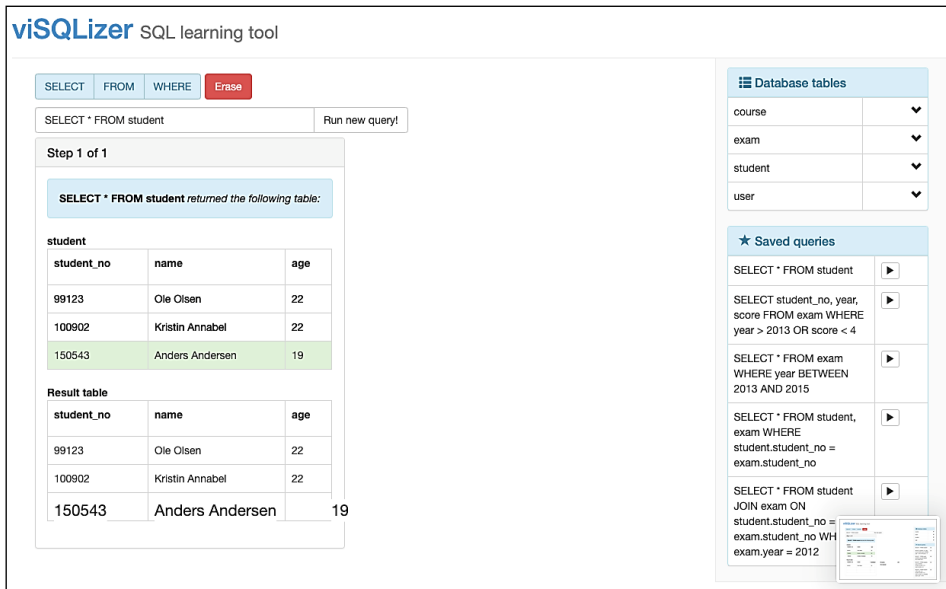 viSQLizer SQL learning tool
SELECT FROM WHERE Erase
SELECT * FROM student Run new query!
Step 1 of 1
SELECT * FROM student returned the following table:
student
student_no name age
99123 Ole Olsen 22
100902 Kristin Annabel 22
150543 Anders Andersen 19
Result table
student_no name age
99123 Ole Olsen 22
100902 Kristin Annabel 22
150543 Anders Andersen 19
Database tables
course
exam
student
user
Saved queries
SELECT * FROM student
SELECT student_no, year,
score FROM exam WHERE
year > 2013 OR score < 4
SELECT * FROM exam
WHERE year BETWEEN
2013 AND 2015
SELECT * FROM student,
exam WHERE
student.student_no =
exam.student_no
SELECT * FROM student
JOIN exam ON
student.student_no =
exam.student_no WH
exam.year = 2012